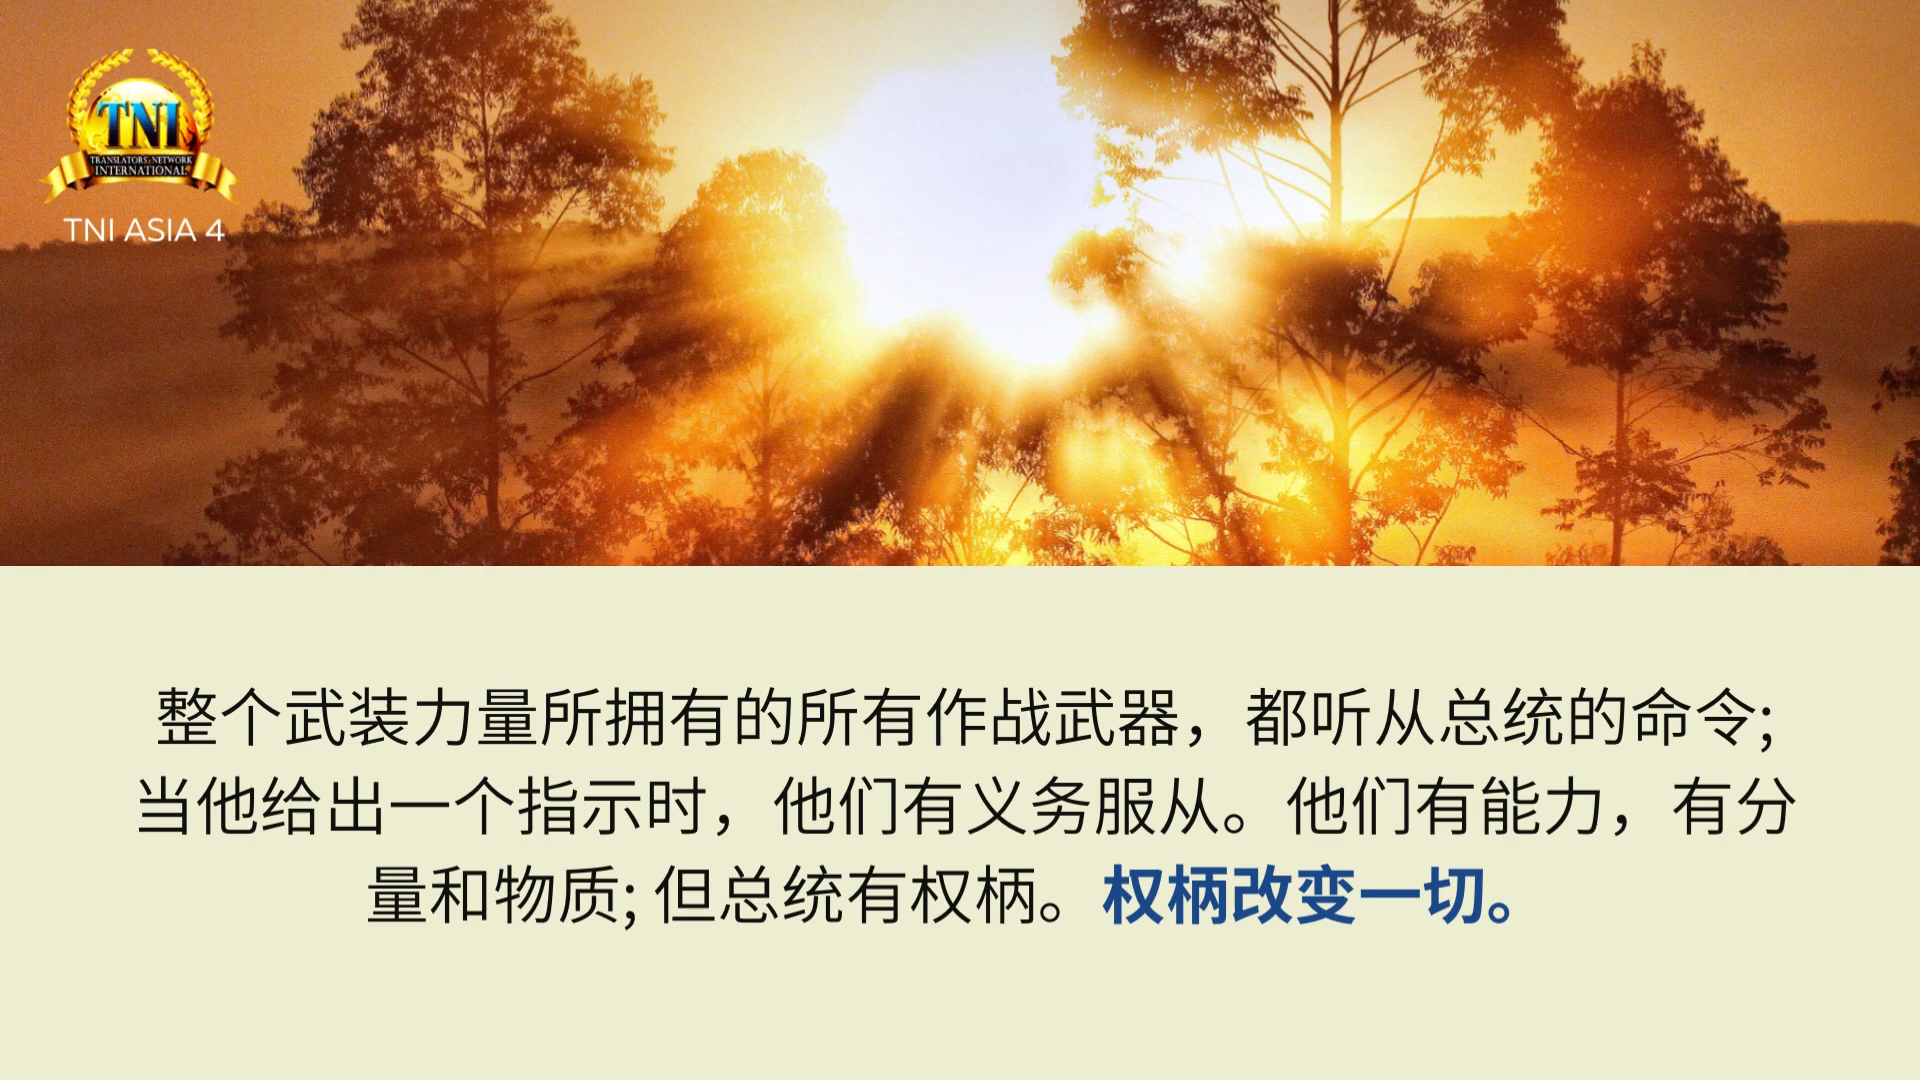 TNI
TRANSLATORS NETWORK
INTERNATIONAL
TNI ASIA 4
整个武装力量所拥有的所有作战武器，都听从总统的命令;
当他给出一个指示时，他们有义务服从。他们有能力，有分
量和物质; 但总统有权柄。权柄改变一切。